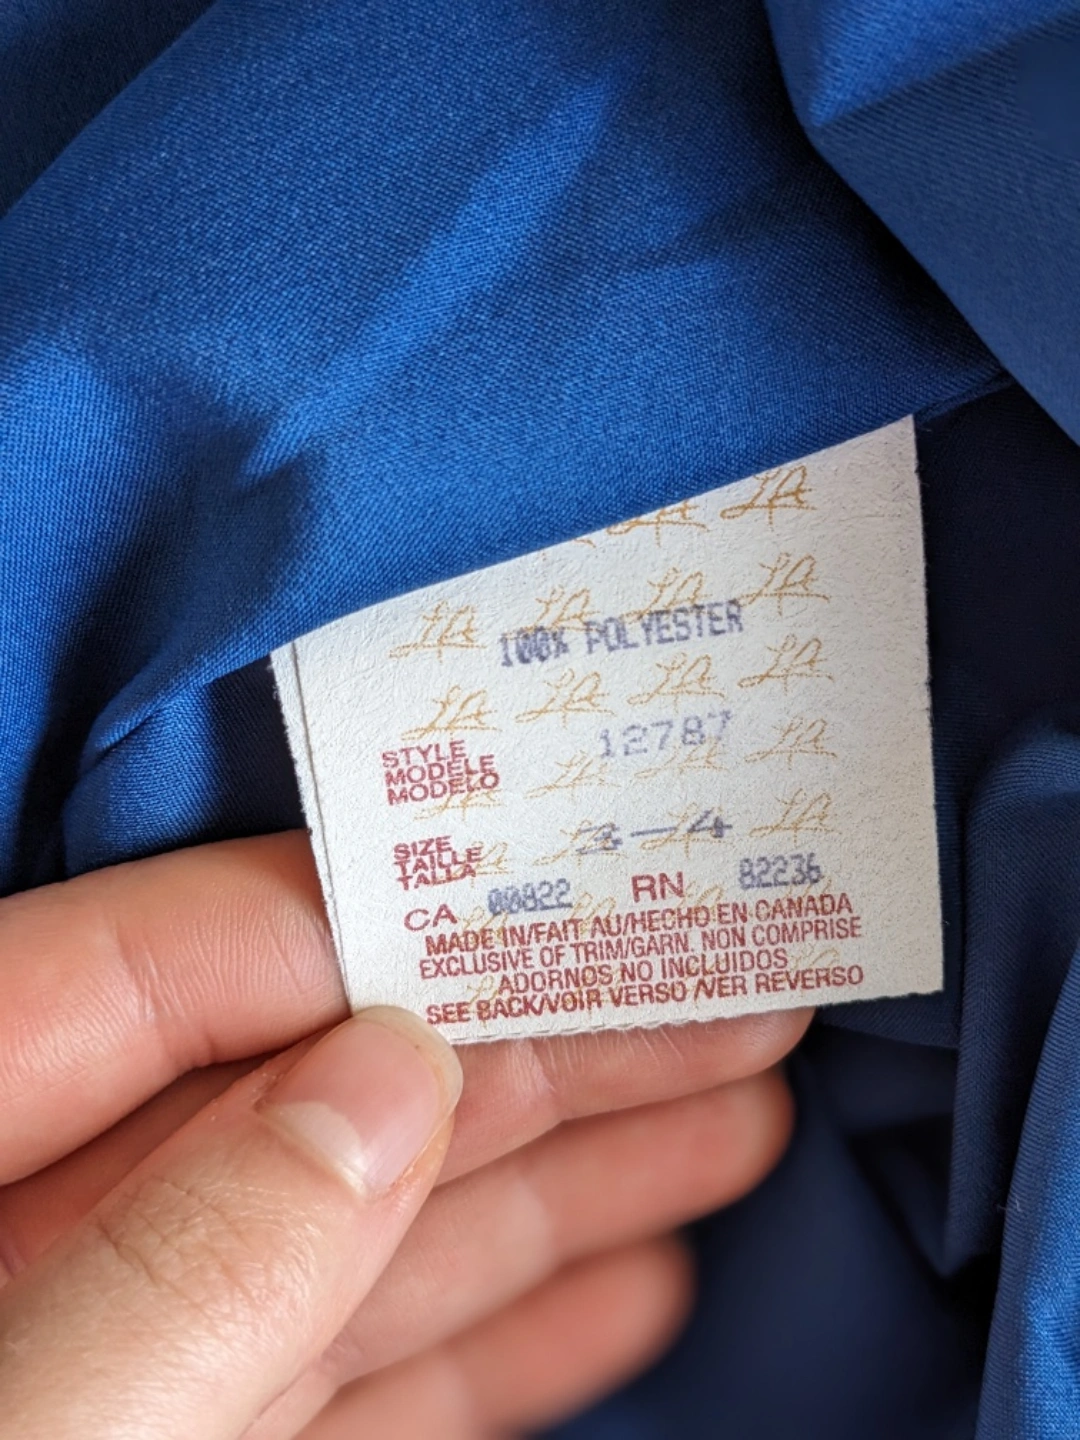 100% POLYESTER
STYLE
MODÈLE
MODELO
12787
SIZE
TAILLE
TALLA
3-4
CA 00822 RN 82236
MADE IN/FAIT AU/HECHO EN CANADA
EXCLUSIVE OF TRIM/GARN. NON COMPRISE
ADORNOS NO INCLUIDOS
SEE BACK/VOIR VERSO/VER REVERSO